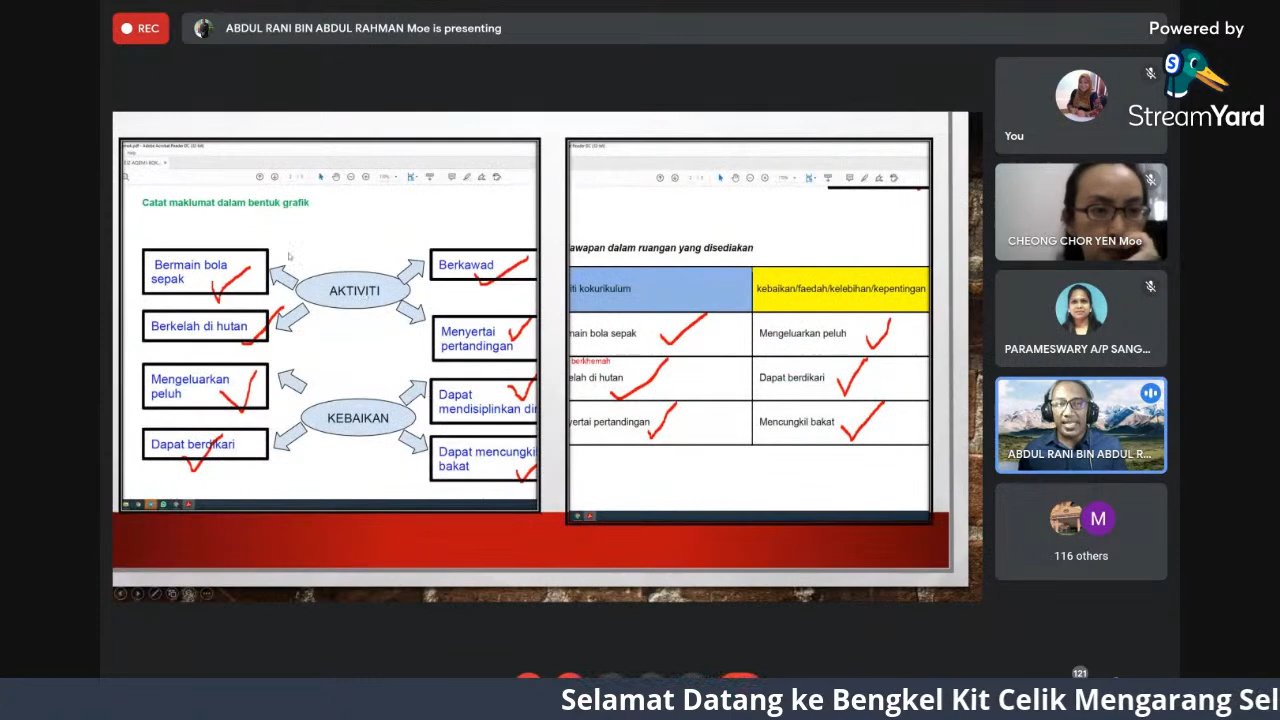 REC
ABDUL RANI BIN ABDUL RAHMAN Moe is presenting
Powered by
StreamYard
You
CHEONG CHOR YEN Moe
PARAMESWARY A/P SANG...
ABDUL RANI BIN ABDUL R...
M
116 others
Catat maklumat dalam bentuk grafik
Bermain bola
sepak
Berkelah di hutan
AKTIVITI
Berkawad
Menyertai
pertandingan
Mengeluarkan
peluh
Dapat berdikari
KEBAIKAN
Dapat
mendisiplinkan di
Dapat mencungki
bakat
awapan dalam ruangan yang disediakan
iti kokurikulum
kebaikan/faedah/kelebihan/kepentingan
nain bola sepak
Mengeluarkan peluh
berkhemah
elah di hutan
Dapat berdikari
yertai pertandingan
Mencungkil bakat
121
Selamat Datang ke Bengkel Kit Celik Mengarang Sel